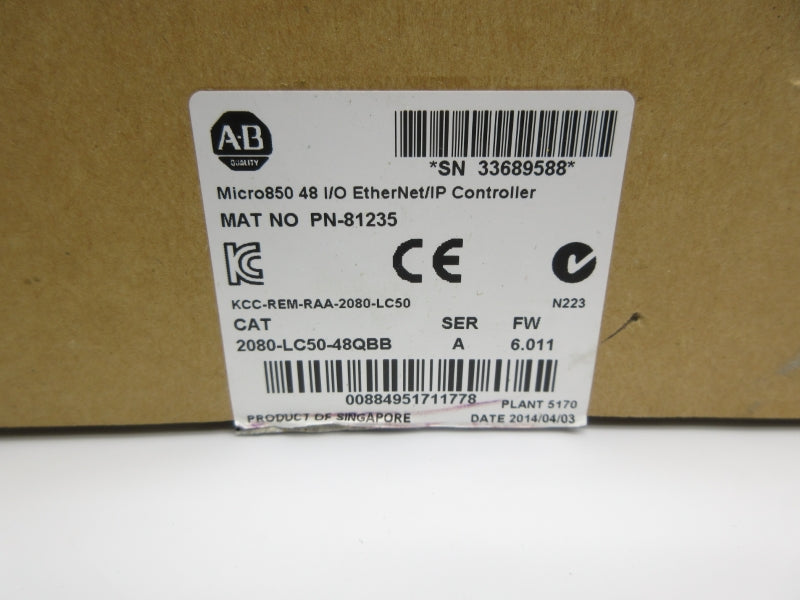 A-B
QUALITY
*SN 33689588*
Micro850 48 I/O EtherNet/IP Controller
MAT NO PN-81235
CE
KCC-REM-RAA-2080-LC50 N223
CAT SER FW
2080-LC50-48QBB A 6.011
00884951711778
PLANT 5170
PRODUCT OF SINGAPORE DATE 2014/04/03